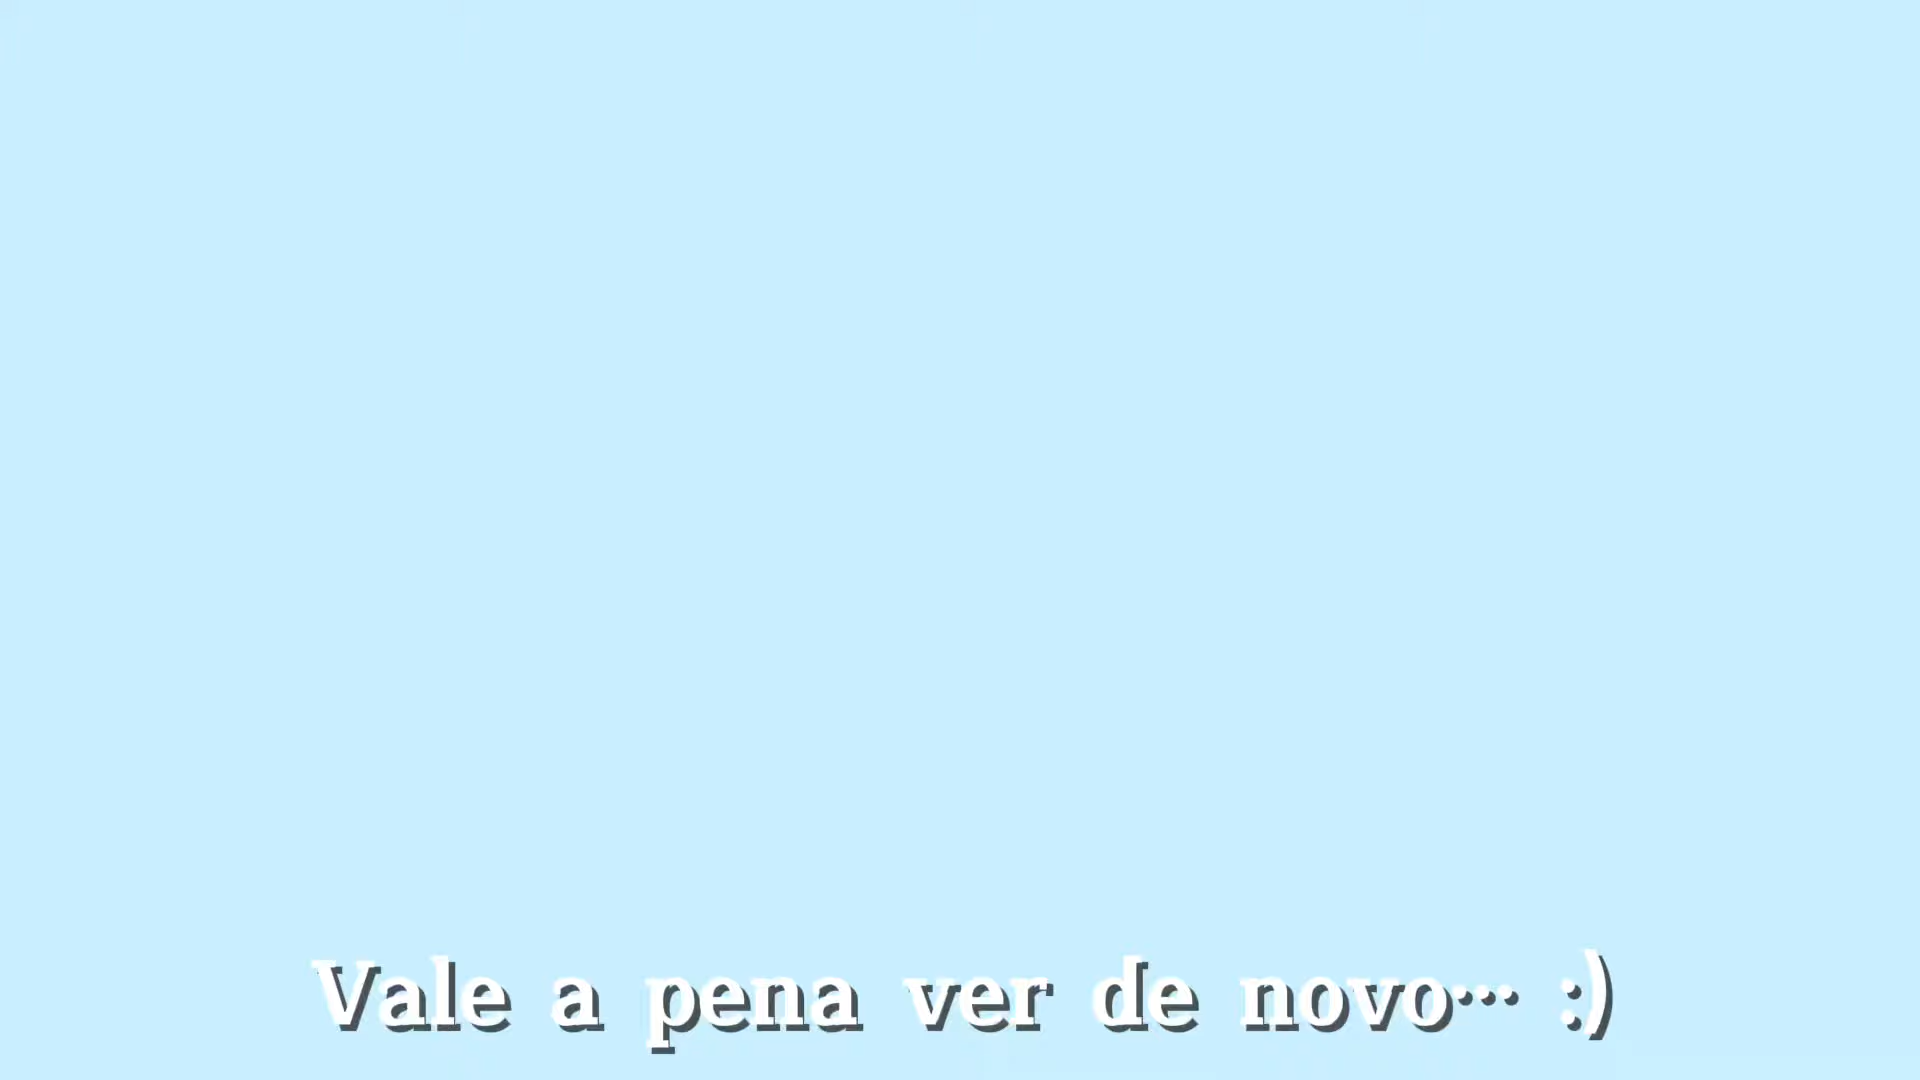 Vale a pena ver de novo… :)